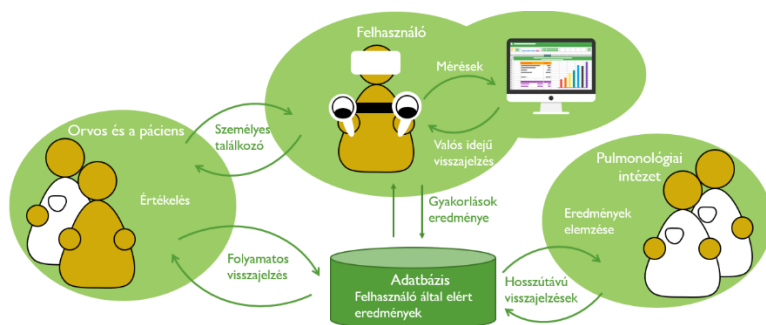 Felhasználó
Mérések
Valós idejű
visszajelzés
Orvos és a páciens
Értékelés
Személyes
találkozó
Pulmonológiai
intézet
Eredmények
elemzése
Gyakorlások
eredménye
Folyamatos
visszajelzés
Adatbázis
Felhasználó által elért
eredmények
Hosszútávú
visszajelzések